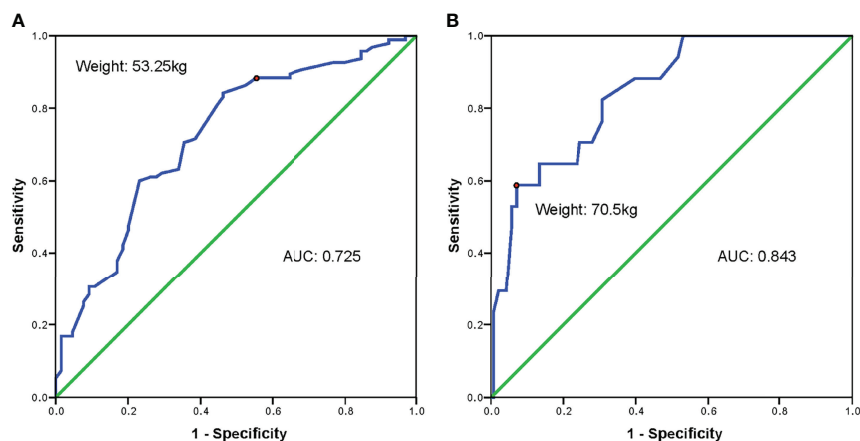 A
Weight: 53.25kg
AUC: 0.725
Sensitivity
1.0
0.8
0.6
0.4
0.2
0.0
0.0 0.2 0.4 0.6 0.8 1.0
1 - Specificity
B
Weight: 70.5kg
AUC: 0.843
Sensitivity
1.0
0.8
0.6
0.4
0.2
0.0
0.0 0.2 0.4 0.6 0.8 1.0
1 - Specificity